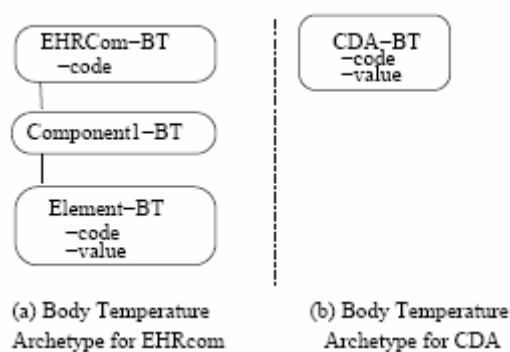 EHRCom–BT
–code
Component1–BT
Element–BT
–code
–value
(a) Body Temperature
Archetype for EHRcom
CDA–BT
–code
–value
(b) Body Temperature
Archetype for CDA